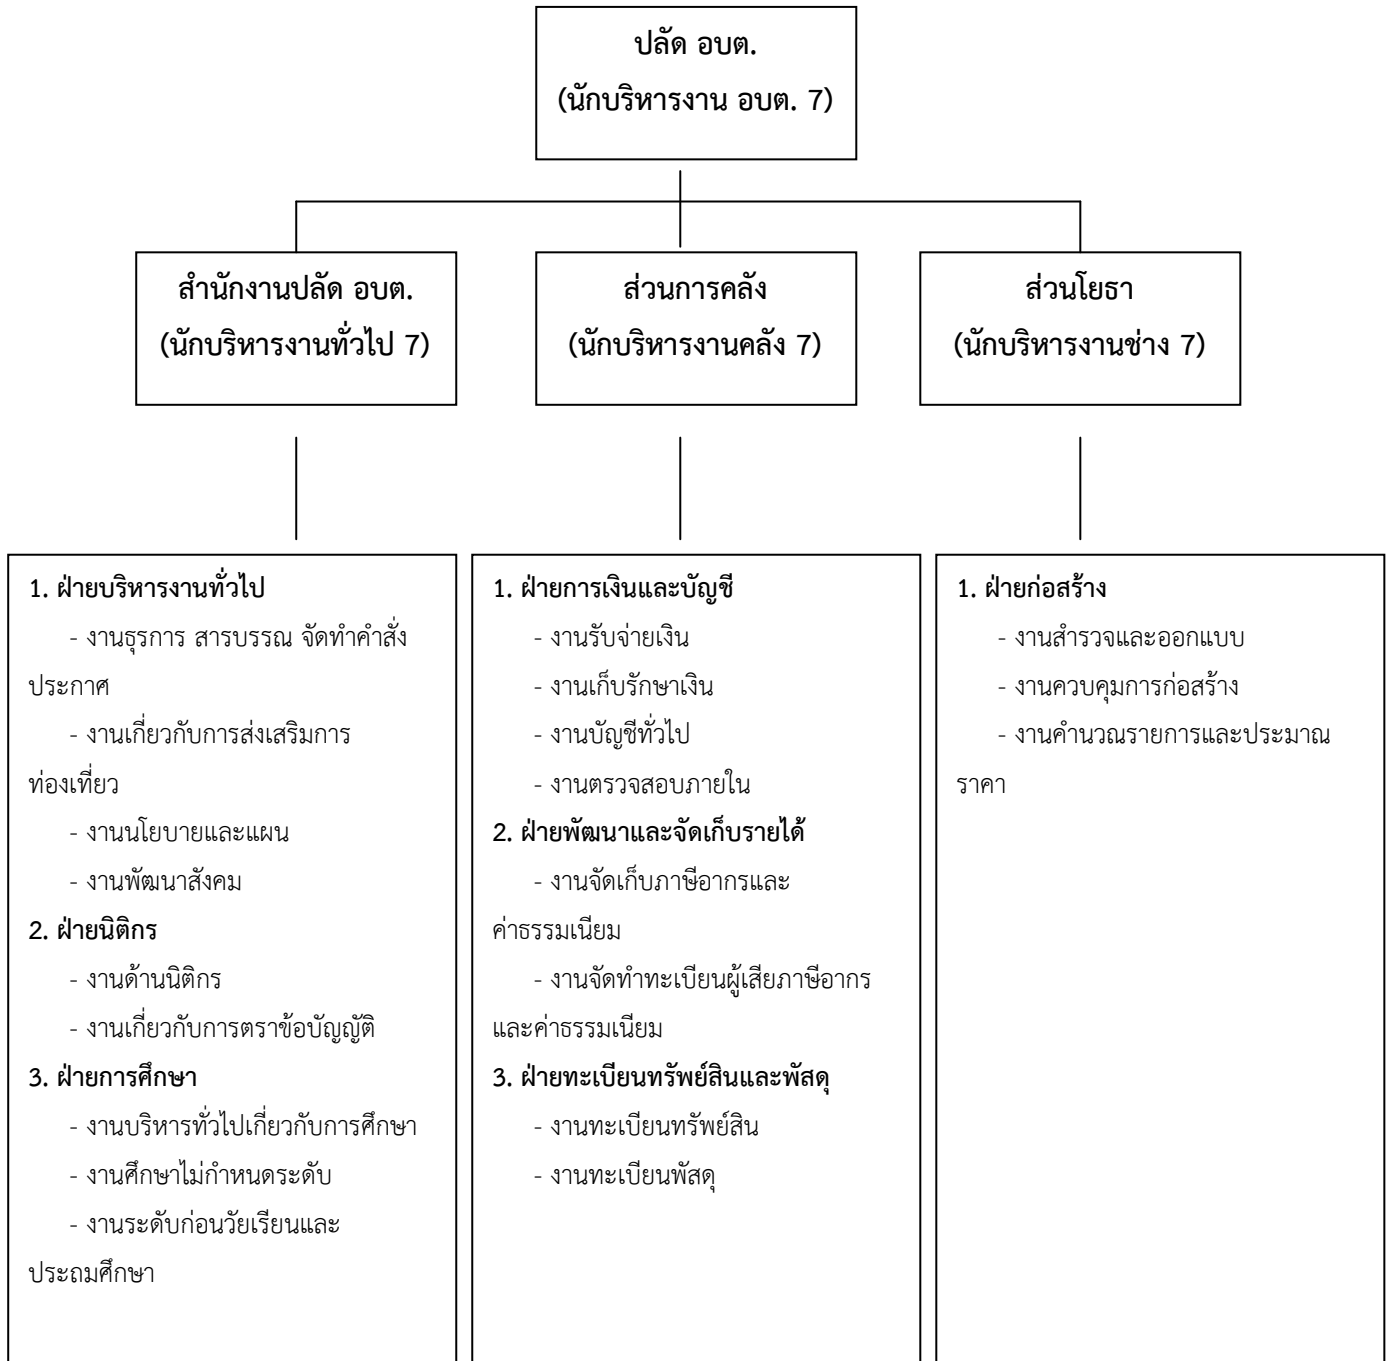 ปลัด อบต.
(นักบริหารงาน อบต. 7)
สำนักงานปลัด อบต.
(นักบริหารงานทั่วไป 7)
ส่วนการคลัง
(นักบริหารงานคลัง 7)
ส่วนโยธา
(นักบริหารงานช่าง 7)
1. ฝ่ายบริหารงานทั่วไป
- งานธุรการ สารบรรณ จัดทำคำสั่ง
ประกาศ
- งานเกี่ยวกับการส่งเสริมการ
ท่องเที่ยว
- งานนโยบายและแผน
- งานพัฒนาสังคม
2. ฝ่ายนิติกร
- งานด้านนิติกร
- งานเกี่ยวกับการตราข้อบัญญัติ
3. ฝ่ายการศึกษา
- งานบริหารทั่วไปเกี่ยวกับการศึกษา
- งานศึกษาไม่กำหนดระดับ
- งานระดับก่อนวัยเรียนและ
ประถมศึกษา
1. ฝ่ายการเงินและบัญชี
- งานรับจ่ายเงิน
- งานเก็บรักษาเงิน
- งานบัญชีทั่วไป
- งานตรวจสอบภายใน
2. ฝ่ายพัฒนาและจัดเก็บรายได้
- งานจัดเก็บภาษีอากรและ
ค่าธรรมเนียม
- งานจัดทำทะเบียนผู้เสียภาษีอากร
และค่าธรรมเนียม
3. ฝ่ายทะเบียนทรัพย์สินและพัสดุ
- งานทะเบียนทรัพย์สิน
- งานทะเบียนพัสดุ
1. ฝ่ายก่อสร้าง
- งานสำรวจและออกแบบ
- งานควบคุมการก่อสร้าง
- งานคำนวณรายการและประมาณ
ราคา